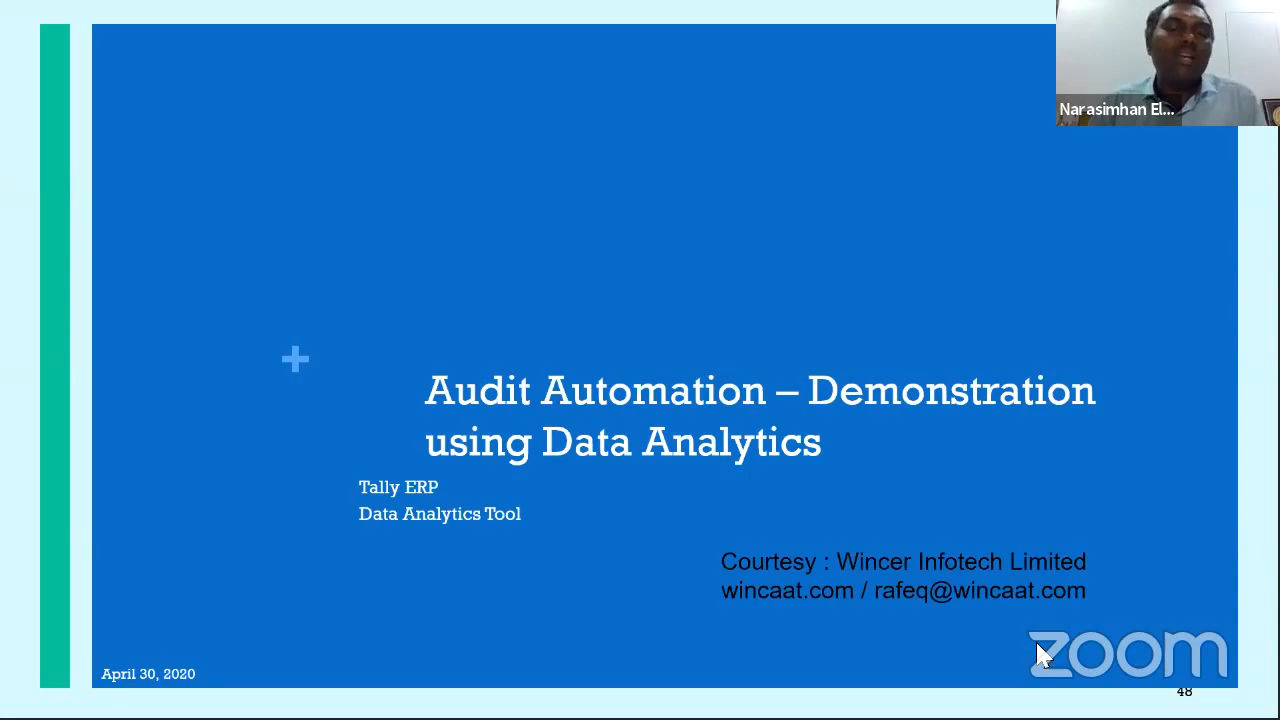 Narasimhan El...
+
Audit Automation – Demonstration
using Data Analytics
Tally ERP
Data Analytics Tool
Courtesy : Wincer Infotech Limited
wincaat.com / rafeq@wincaat.com
zoom
April 30, 2020
48